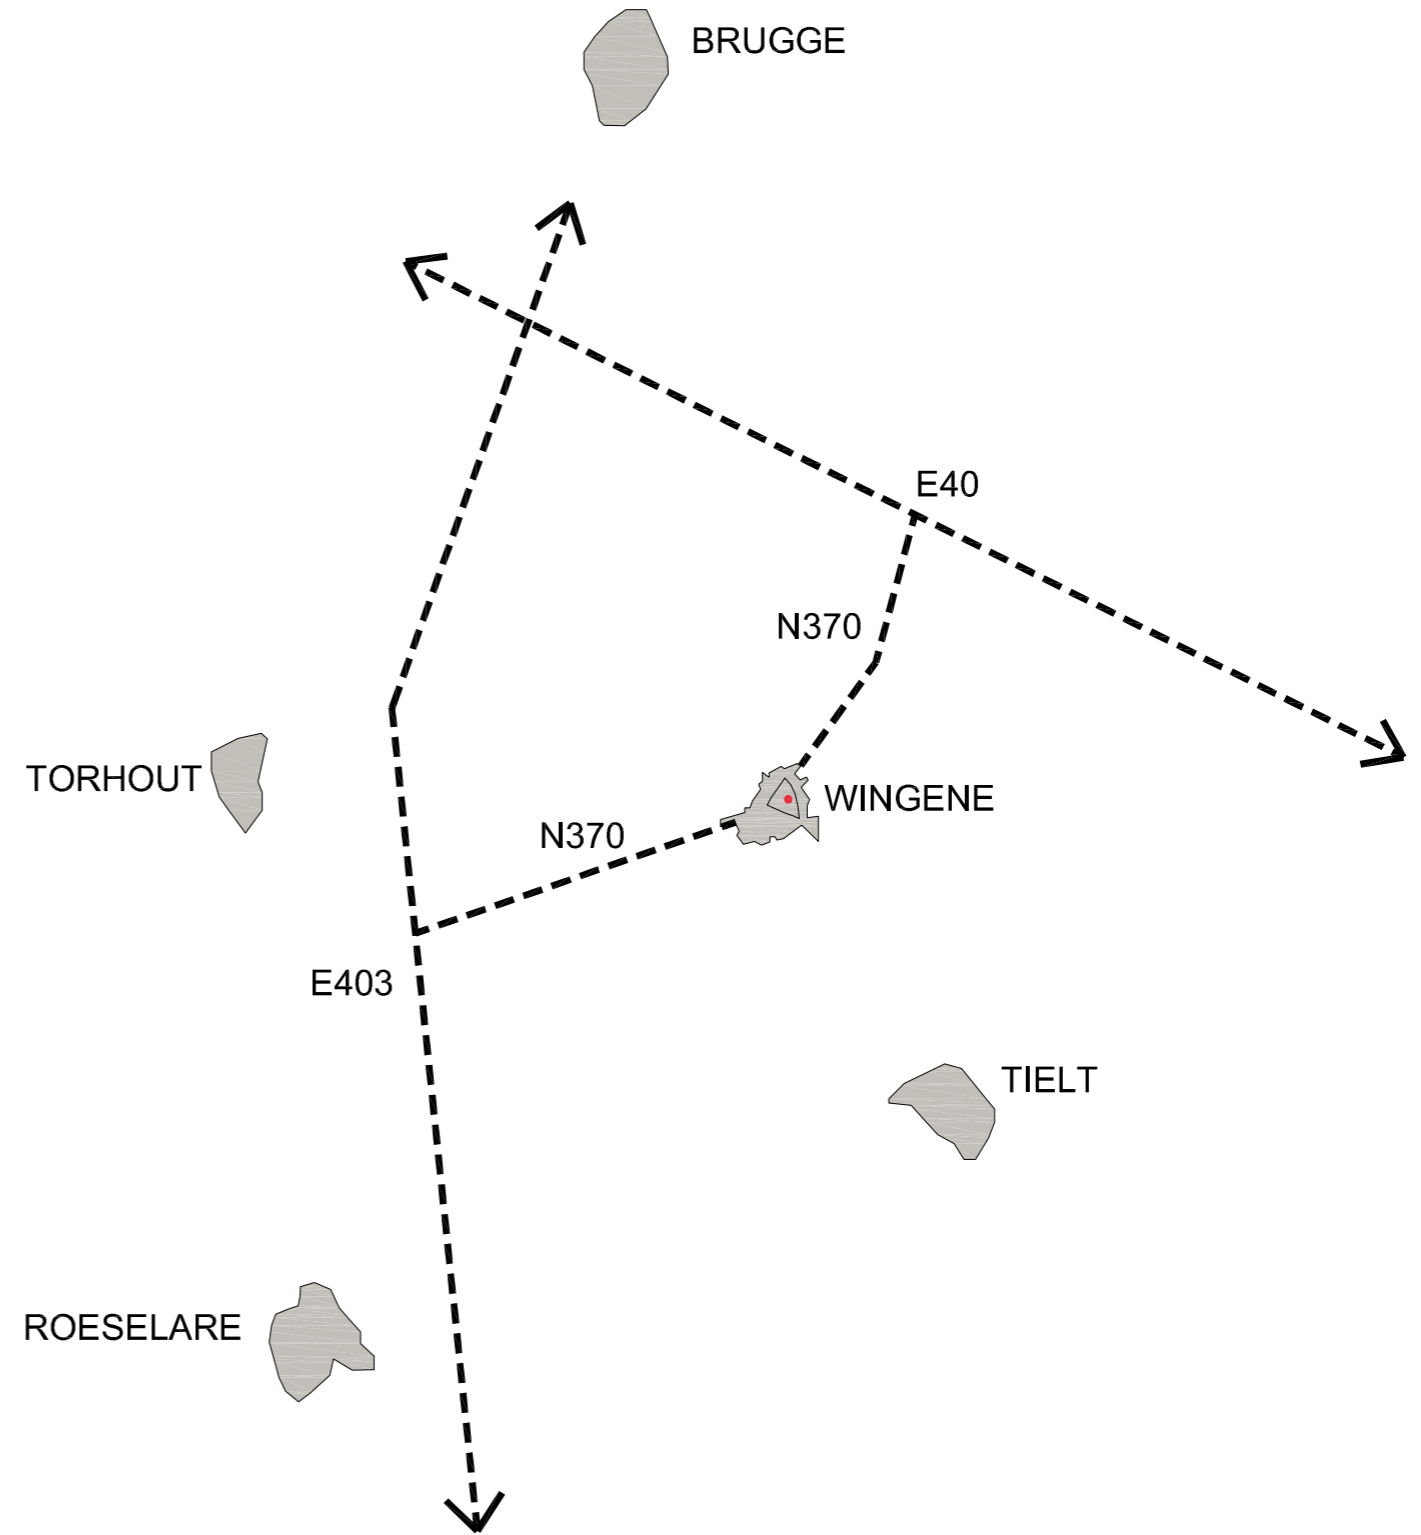 BRUGGE
E40
N370
TORHOUT
WINGENE
N370
E403
TIELT
ROESELARE